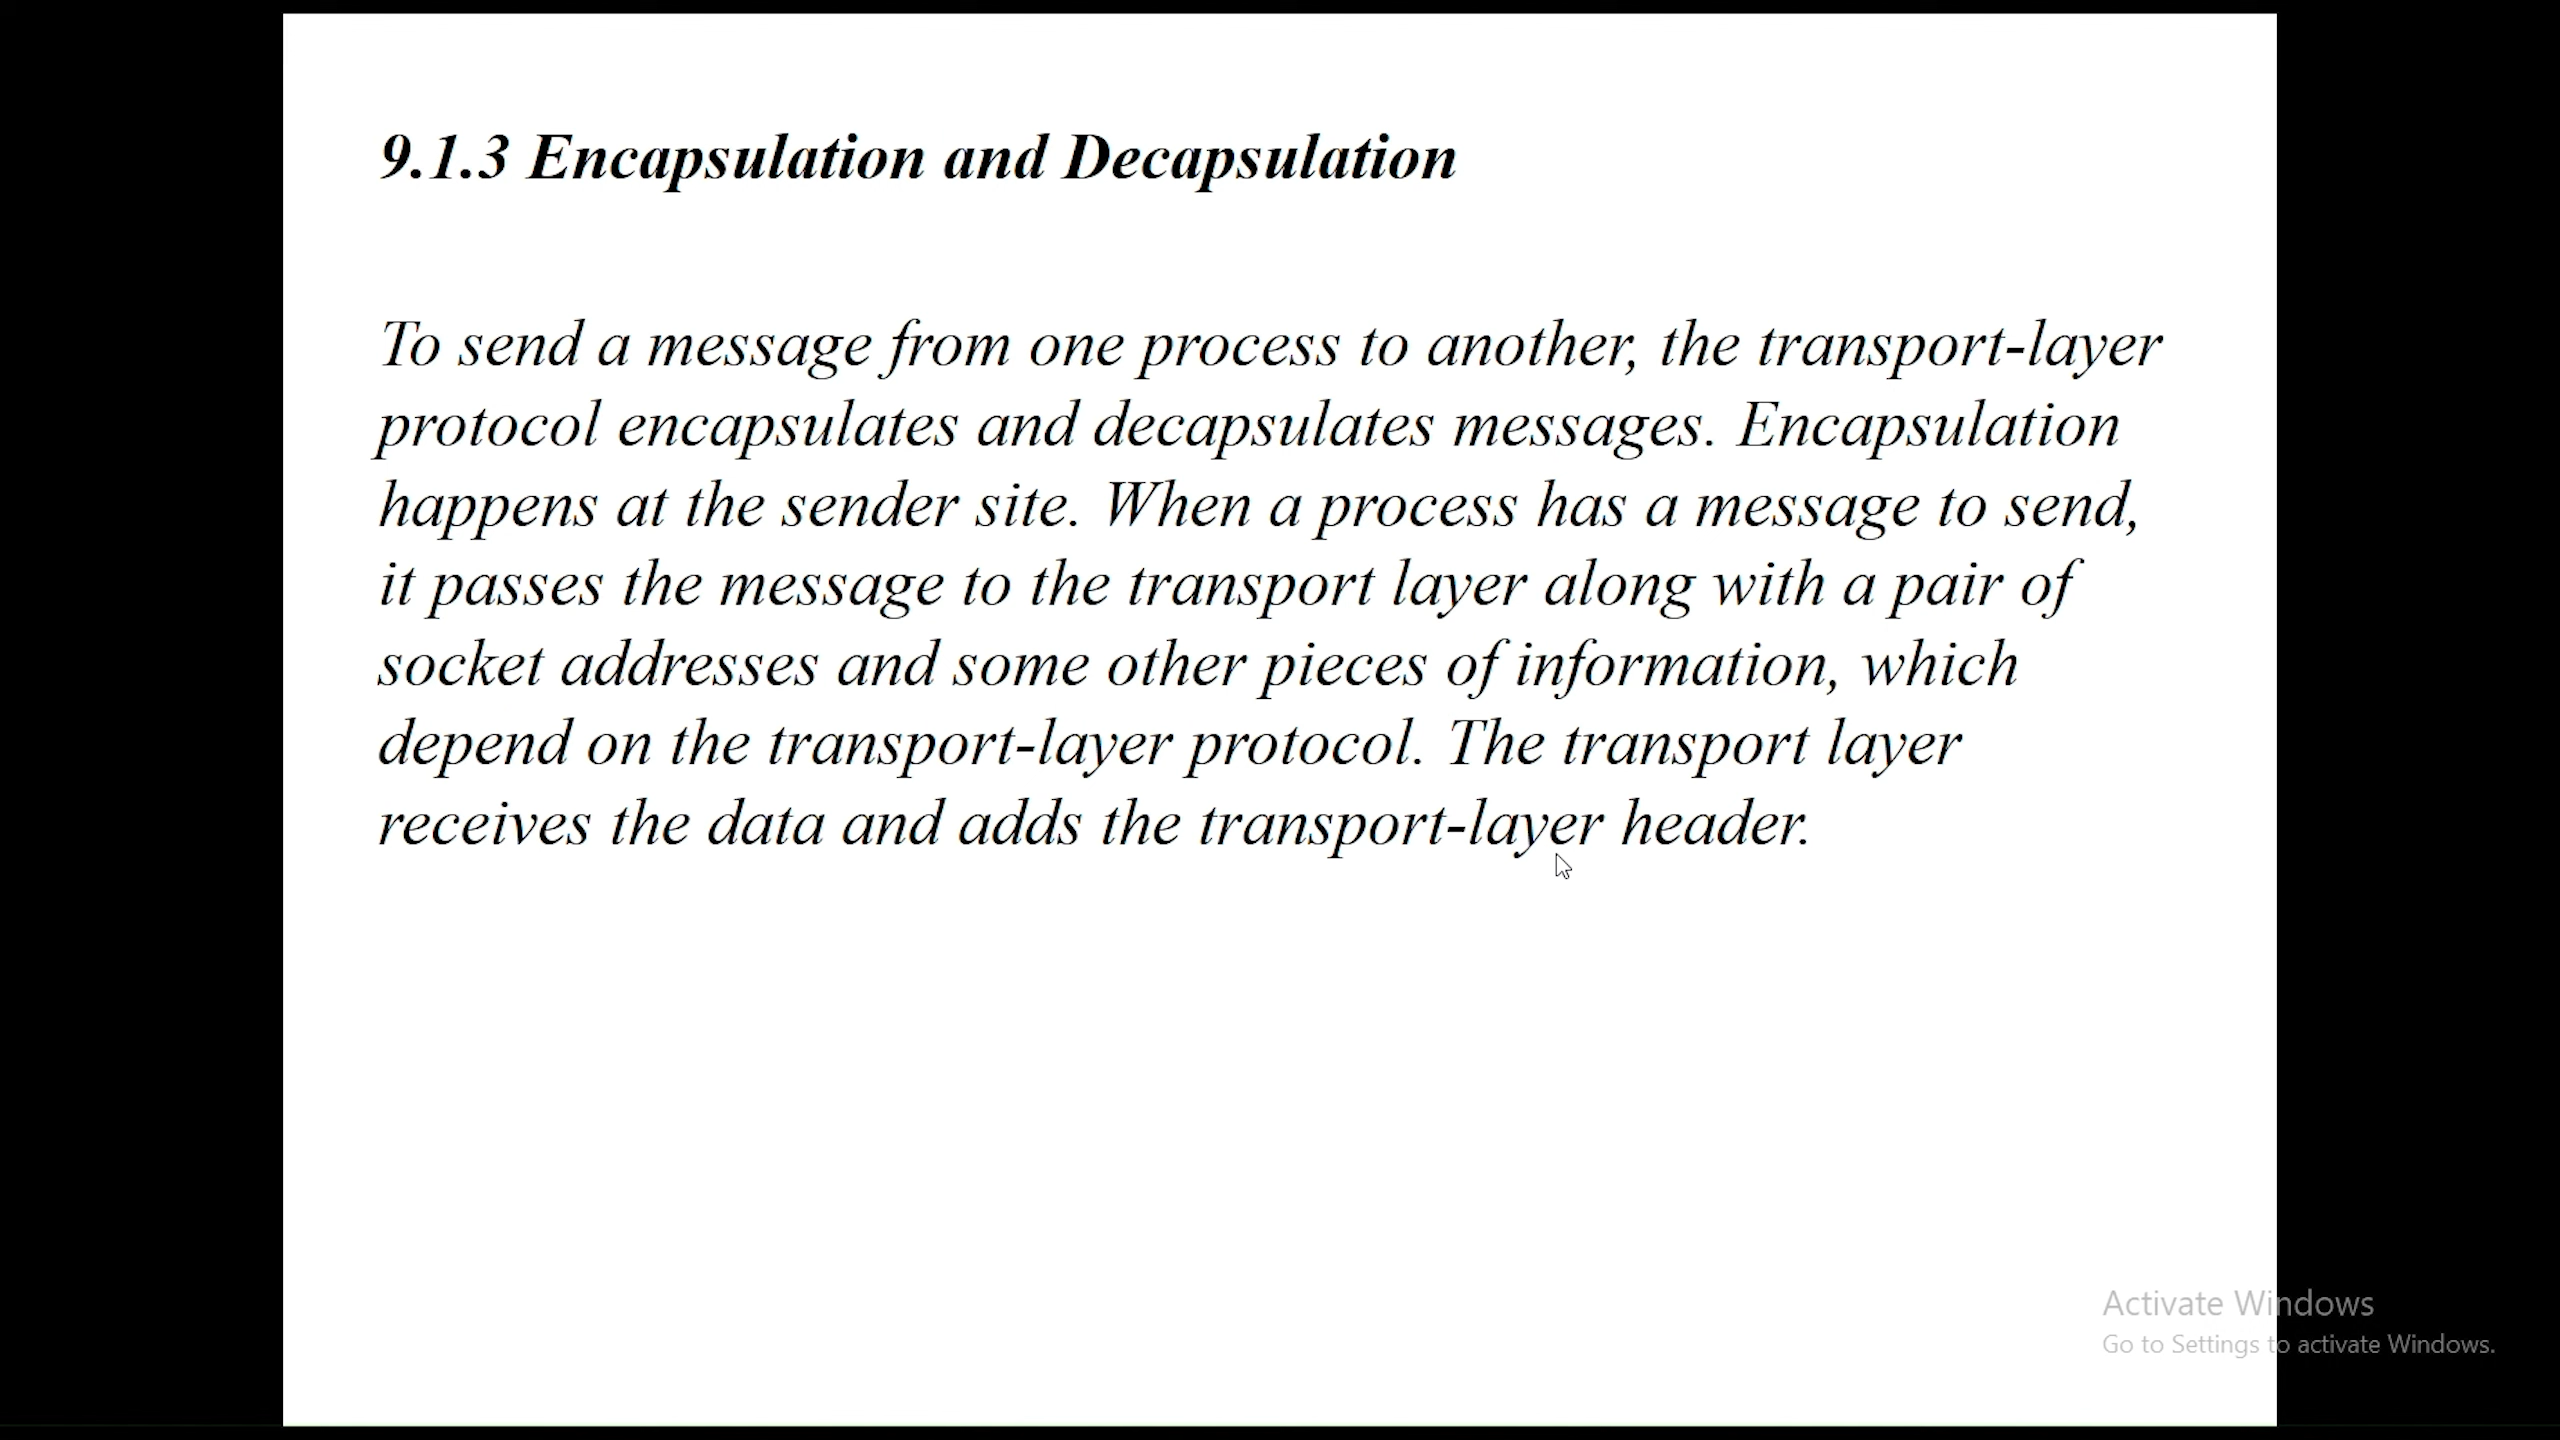 9.1.3 Encapsulation and Decapsulation
To send a message from one process to another, the transport-layer
protocol encapsulates and decapsulates messages. Encapsulation
happens at the sender site. When a process has a message to send,
it passes the message to the transport layer along with a pair of
socket addresses and some other pieces of information, which
depend on the transport-layer protocol. The transport layer
receives the data and adds the transport-layer header.
Activate Windows
Go to Settings to activate Windows.